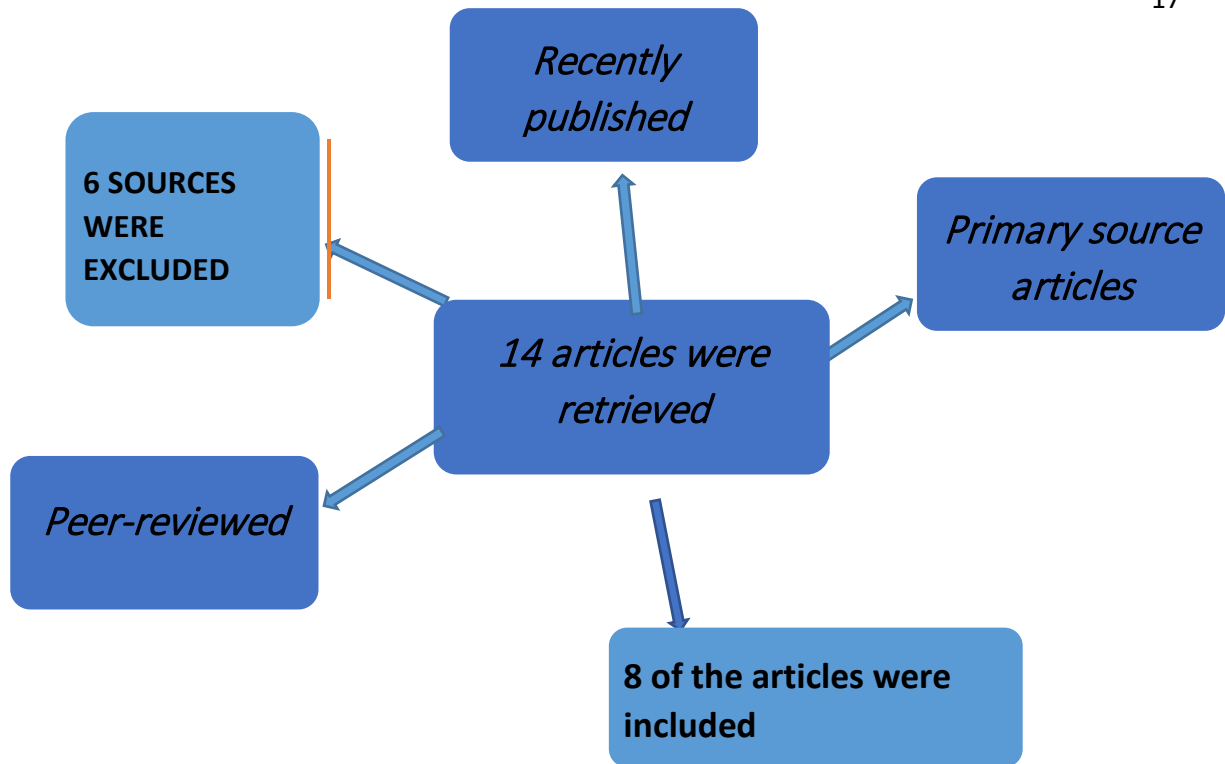 17
Recently
published
6 SOURCES
WERE
EXCLUDED
Primary source
articles
14 articles were
retrieved
Peer-reviewed
8 of the articles were
included